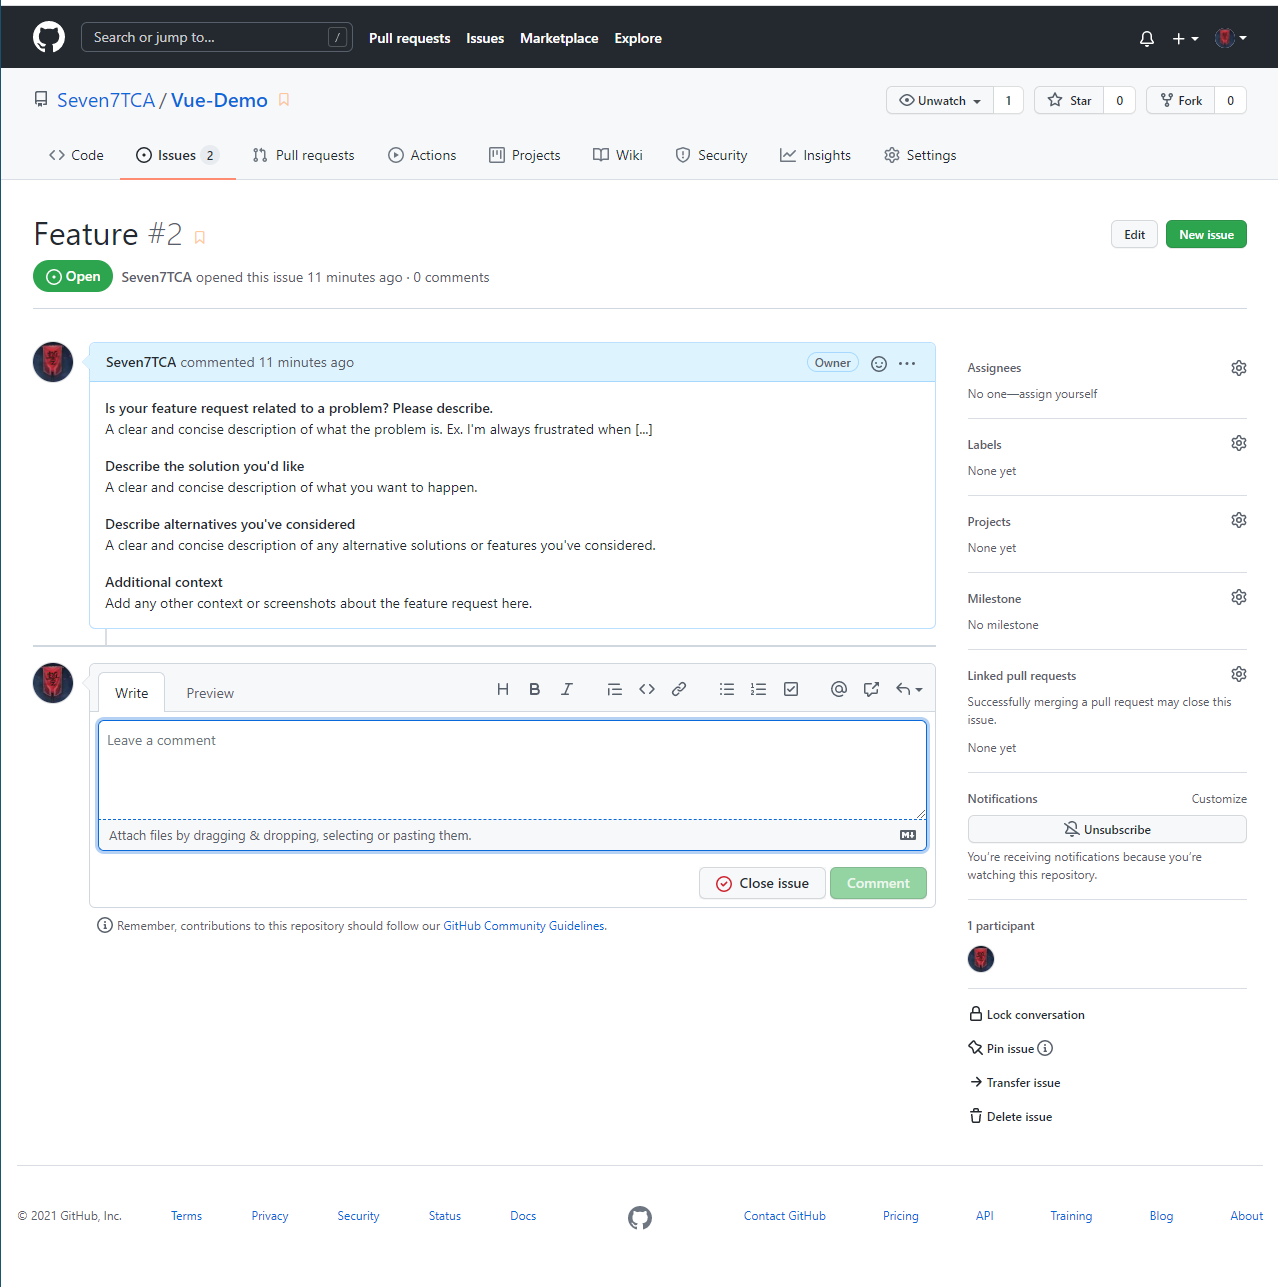 Search or jump to... /
Pull requests Issues Marketplace Explore
Seven7TCA / Vue-Demo
Unwatch 1 Star 0 Fork 0
Code Issues 2 Pull requests Actions Projects Wiki Security Insights Settings
Feature #2
Edit New issue
Open Seven7TCA opened this issue 11 minutes ago · 0 comments
Seven7TCA commented 11 minutes ago Owner
Is your feature request related to a problem? Please describe.
A clear and concise description of what the problem is. Ex. I'm always frustrated when [...]
Describe the solution you'd like
A clear and concise description of what you want to happen.
Describe alternatives you've considered
A clear and concise description of any alternative solutions or features you've considered.
Additional context
Add any other context or screenshots about the feature request here.
Write Preview
H B I
Leave a comment
Attach files by dragging & dropping, selecting or pasting them.
Close issue Comment
Remember, contributions to this repository should follow our GitHub Community Guidelines.
Assignees
No one—assign yourself
Labels
None yet
Projects
None yet
Milestone
No milestone
Linked pull requests
Successfully merging a pull request may close this
issue.
None yet
Notifications Customize
Unsubscribe
You're receiving notifications because you're
watching this repository.
1 participant
Lock conversation
Pin issue
Transfer issue
Delete issue
© 2021 GitHub, Inc. Terms Privacy Security Status Docs Contact GitHub Pricing API Training Blog About